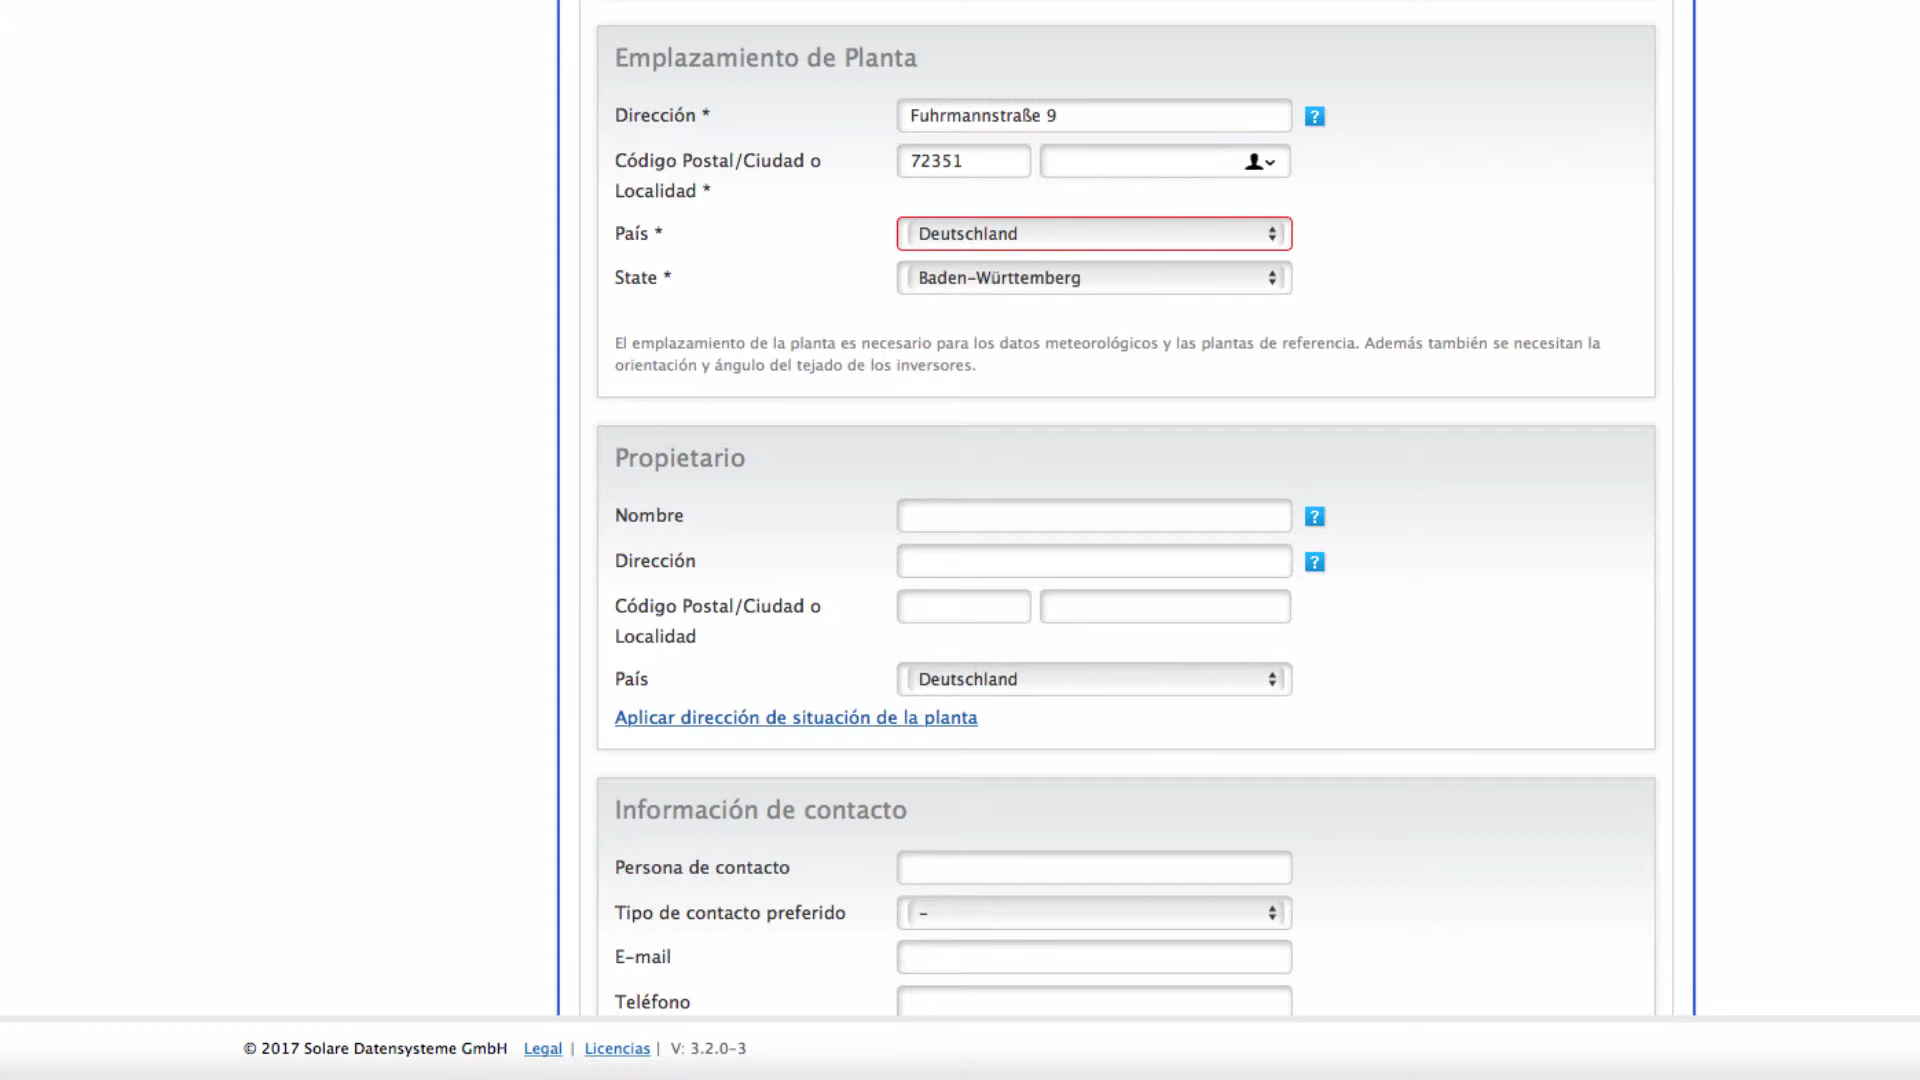 Emplazamiento de Planta
Dirección *
Fuhrmannstraße 9
?
Código Postal/Ciudad o
Localidad *
72351
País *
Deutschland
State *
Baden-Württemberg
El emplazamiento de la planta es necesario para los datos meteorológicos y las plantas de referencia. Además también se necesitan la
orientación y ángulo del tejado de los inversores.
Propietario
Nombre
?
Dirección
?
Código Postal/Ciudad o
Localidad
País
Deutschland
Aplicar dirección de situación de la planta
Información de contacto
Persona de contacto
Tipo de contacto preferido
-
E-mail
Teléfono
© 2017 Solare Datensysteme GmbH Legal | Licencias | V: 3.2.0-3